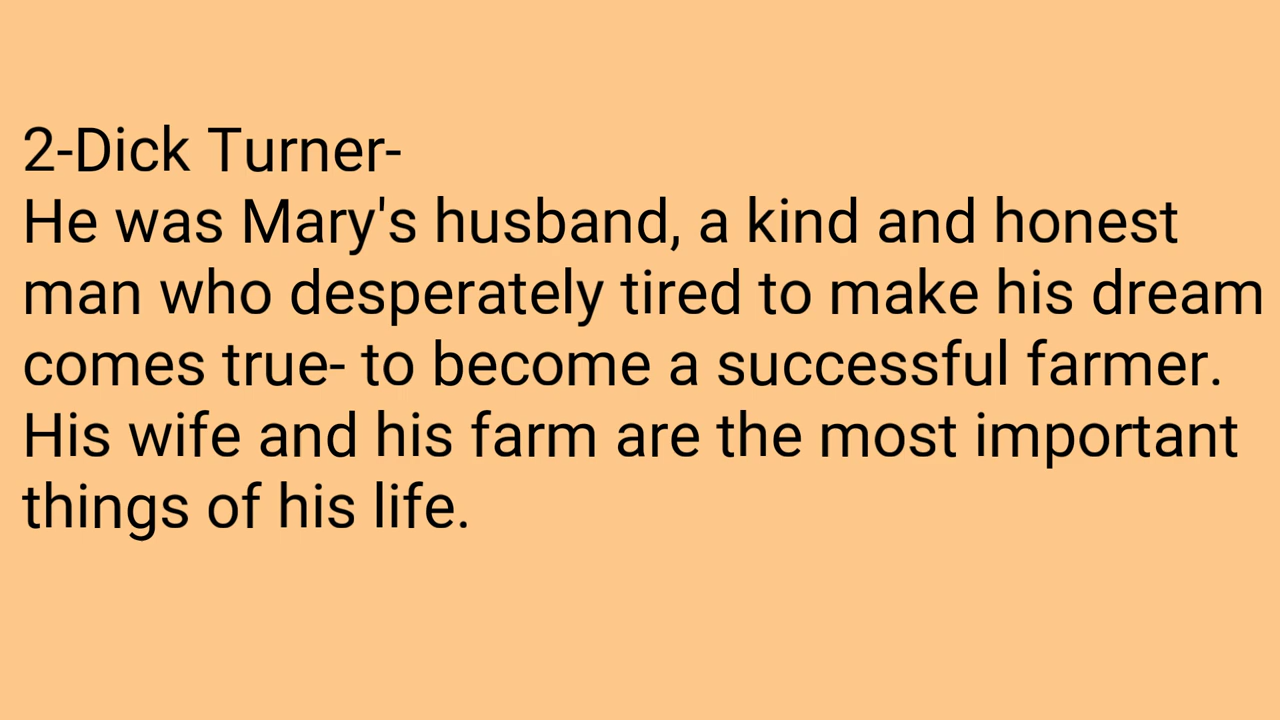 2-Dick Turner-
He was Mary's husband, a kind and honest
man who desperately tired to make his dream
comes true- to become a successful farmer.
His wife and his farm are the most important
things of his life.